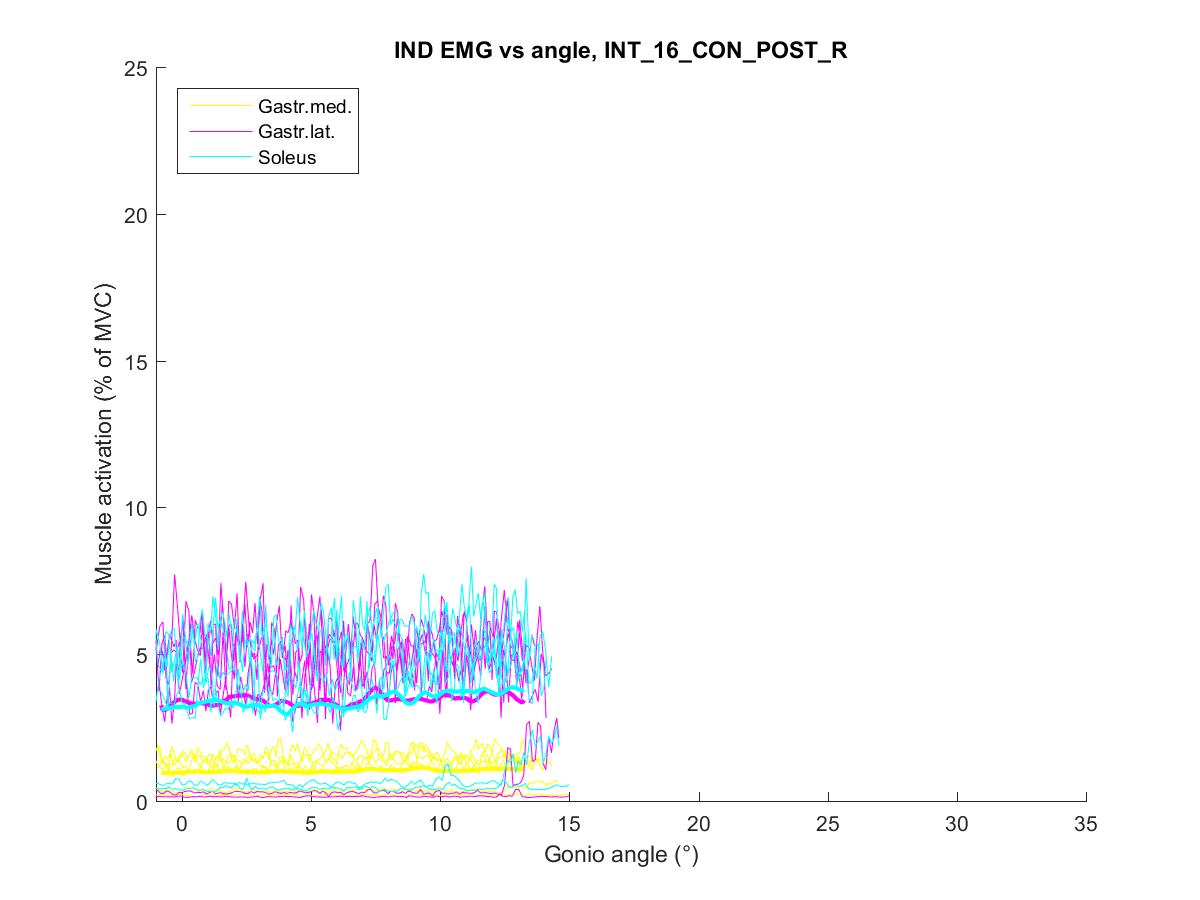 IND EMG vs angle, INT_16_CON_POST_R
25
20
15
10
5
0
Muscle activation (% of MVC)
Gastr.med.
Gastr.lat.
Soleus
0 5 10 15 20 25 30 35
Gonio angle (°)